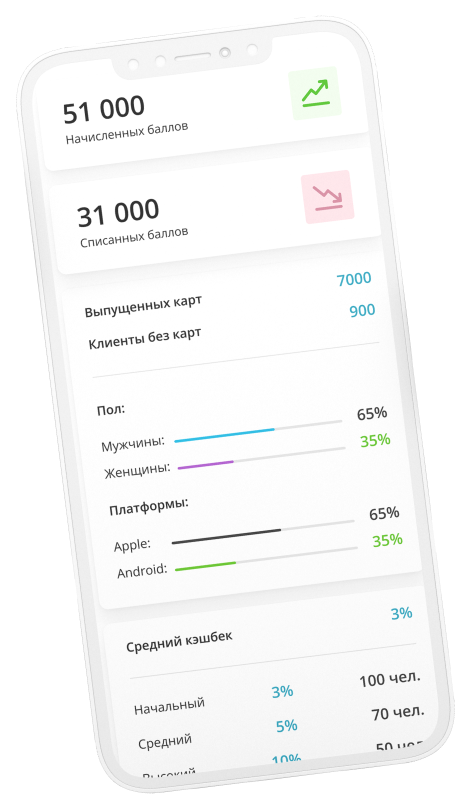 51 000
Начисленных баллов
31 000
Списанных баллов
Выпущенных карт 7000
Клиенты без карт 900
Пол:
Мужчины: 65%
Женщины: 35%
Платформы:
Apple: 65%
Android: 35%
Средний кэшбек 3%
Начальный 3% 100 чел.
Средний 5% 70 чел.
Высокий 10% 50 чел.